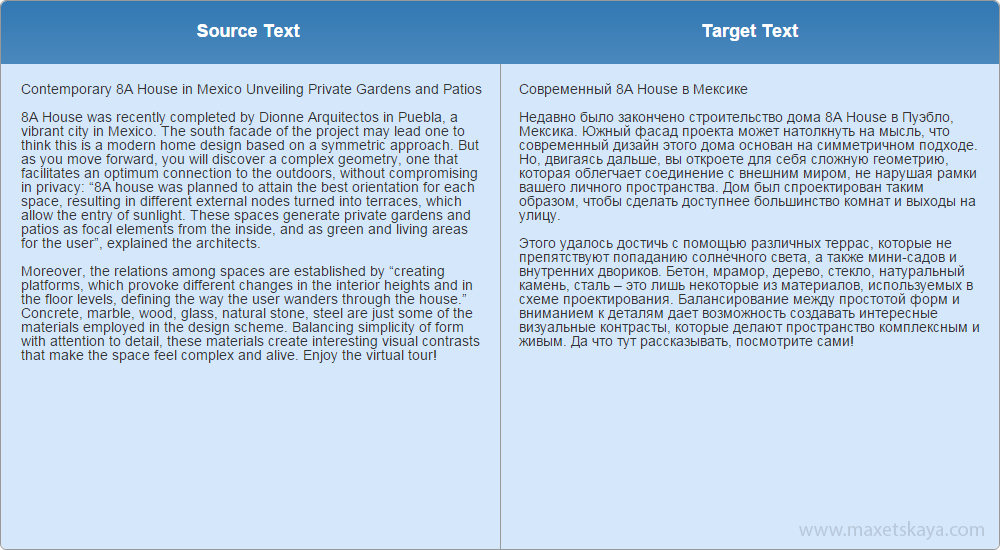 Source Text
Target Text
Contemporary 8A House in Mexico Unveiling Private Gardens and Patios
8A House was recently completed by Dionne Arquitectos in Puebla, a
vibrant city in Mexico. The south facade of the project may lead one to
think this is a modern home design based on a symmetric approach. But
as you move forward, you will discover a complex geometry, one that
facilitates an optimum connection to the outdoors, without compromising
in privacy: “8A house was planned to attain the best orientation for each
space, resulting in different external nodes turned into terraces, which
allow the entry of sunlight. These spaces generate private gardens and
patios as focal elements from the inside, and as green and living areas
for the user”, explained the architects.
Moreover, the relations among spaces are established by “creating
platforms, which provoke different changes in the interior heights and in
the floor levels, defining the way the user wanders through the house.”
Concrete, marble, wood, glass, natural stone, steel are just some of the
materials employed in the design scheme. Balancing simplicity of form
with attention to detail, these materials create interesting visual contrasts
that make the space feel complex and alive. Enjoy the virtual tour!
Современный 8A House в Мексике
Недавно было закончено строительство дома 8A House в Пуэбло,
Мексика. Южный фасад проекта может натолкнуть на мысль, что
современный дизайн этого дома основан на симметричном подходе.
Но, двигаясь дальше, вы откроете для себя сложную геометрию,
которая облегчает соединение с внешним миром, не нарушая рамки
вашего личного пространства. Дом был спроектирован таким
образом, чтобы сделать доступнее большинство комнат и выходы на
улицу.
Этого удалось достичь с помощью различных террас, которые не
препятствуют попаданию солнечного света, а также мини-садов и
внутренних двориков. Бетон, мрамор, дерево, стекло, натуральный
камень, сталь – это лишь некоторые из материалов, используемых в
схеме проектирования. Балансирование между простотой форм и
вниманием к деталям дает возможность создавать интересные
визуальные контрасты, которые делают пространство комплексным и
живым. Да что тут рассказывать, посмотрите сами!
www.maxetskaya.com